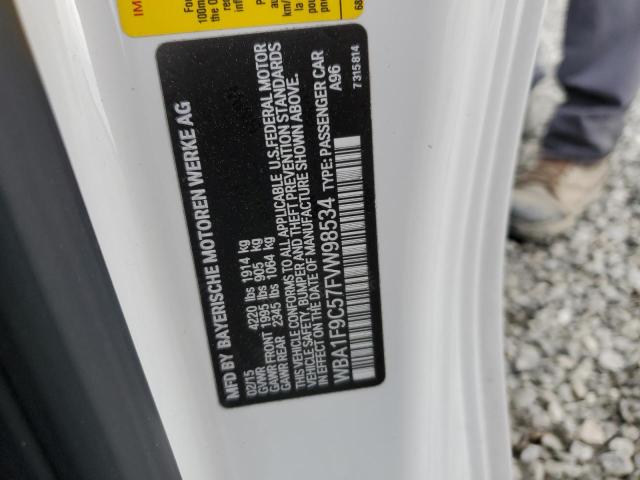 MFD BY BAYERISCHE MOTOREN WERKE AG
02/15 4220 lbs 1914 kg
GVWR
GAWR FRONT 1995 lbs 905 kg
GAWR REAR 2345 lbs 1064 kg
THIS VEHICLE CONFORMS TO ALL APPLICABLE U.S.FEDERAL MOTOR
VEHICLE SAFETY, BUMPER AND THEFT PREVENTION STANDARDS
IN EFFECT ON THE DATE OF MANUFACTURE SHOWN ABOVE.
WBA1F9C57FVW98534 TYPE: PASSENGER CAR
A96
7315814